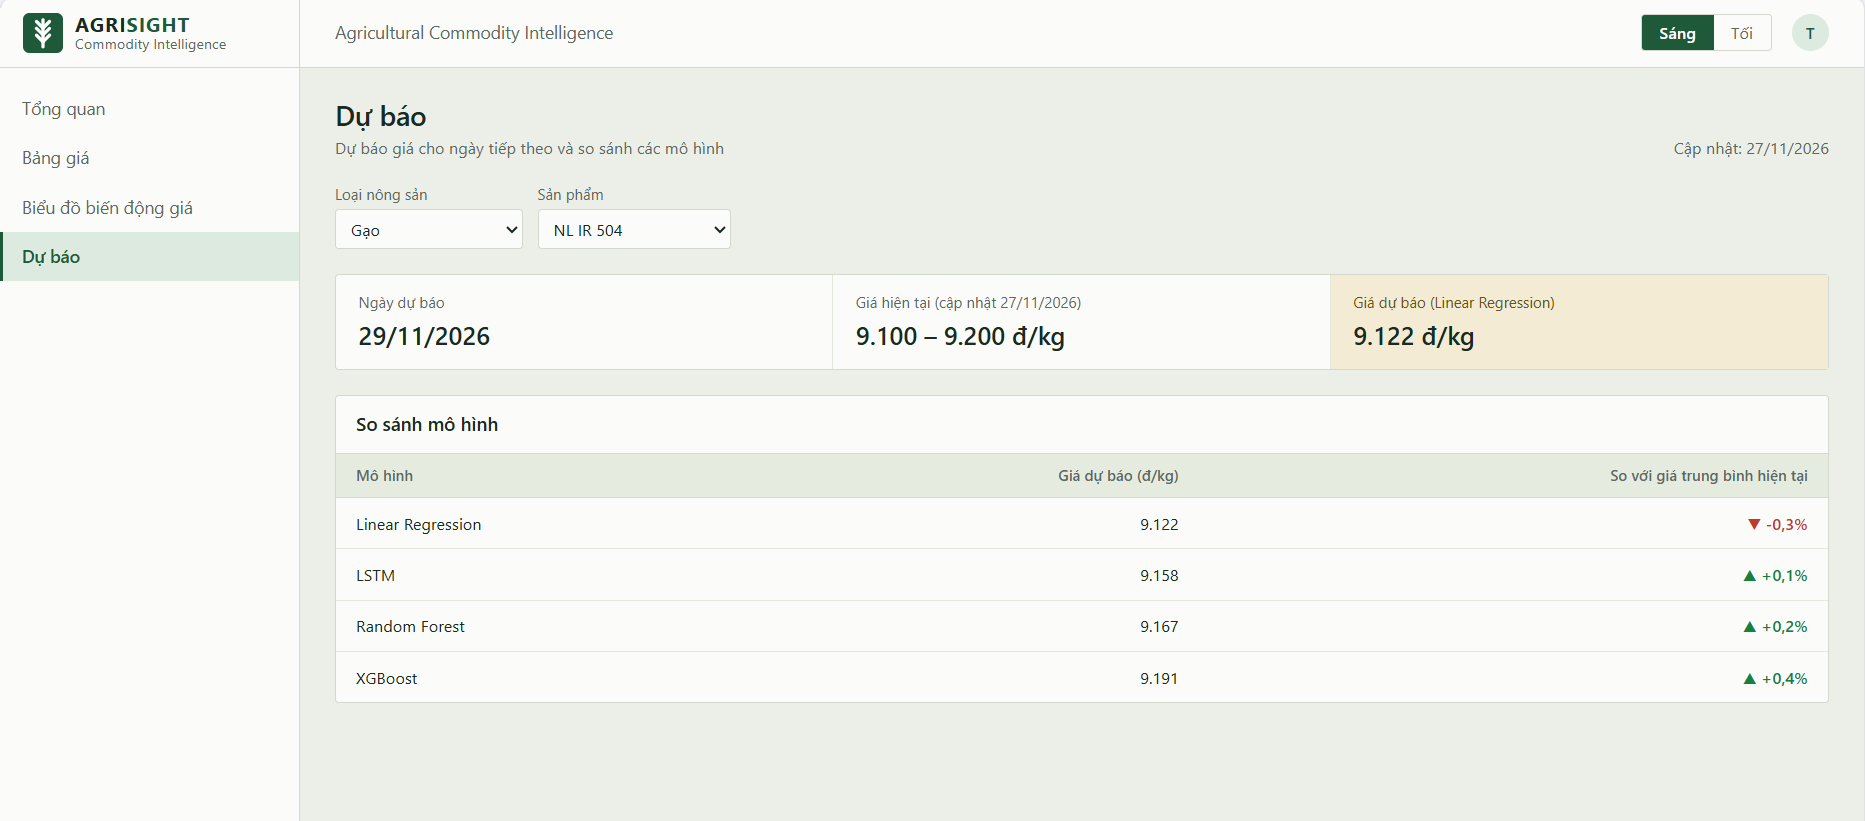 AGRISIGHT
Commodity Intelligence
Agricultural Commodity Intelligence
Sáng
Tối
T
Tổng quan
Bảng giá
Biểu đồ biến động giá
Dự báo
Dự báo
Dự báo giá cho ngày tiếp theo và so sánh các mô hình
Cập nhật: 27/11/2026
Loại nông sản
Sản phẩm
Gạo
NL IR 504
Ngày dự báo
29/11/2026
Giá hiện tại (cập nhật 27/11/2026)
9.100 – 9.200 đ/kg
Giá dự báo (Linear Regression)
9.122 đ/kg
So sánh mô hình
Mô hình Giá dự báo (đ/kg) So với giá trung bình hiện tại
Linear Regression 9.122 ▼ -0,3%
LSTM 9.158 ▲ +0,1%
Random Forest 9.167 ▲ +0,2%
XGBoost 9.191 ▲ +0,4%